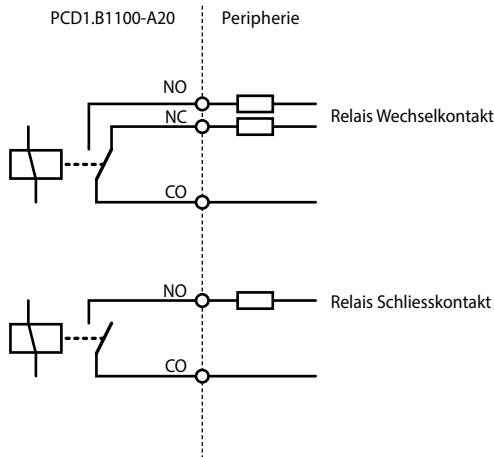 PCD1.B1100-A20
Peripherie
NO
NC
Relais Wechselkontakt
CO
NO
Relais Schliesskontakt
CO